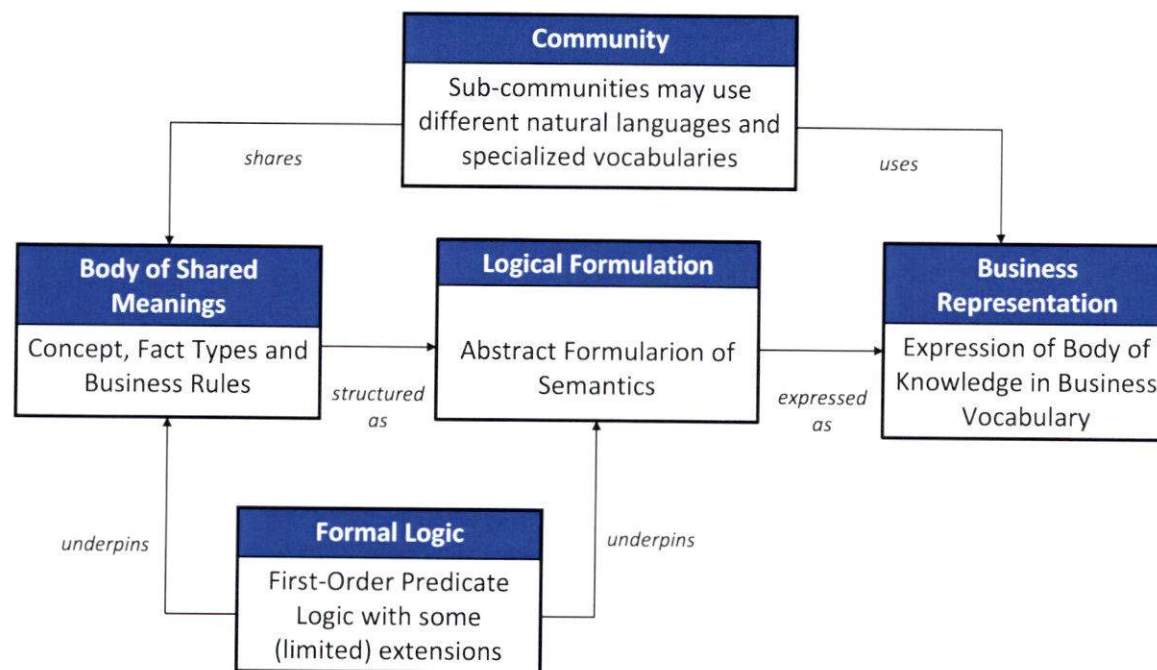 Community
Sub-communities may use
different natural languages and
specialized vocabularies
shares
uses
Body of Shared
Meanings
Concept, Fact Types and
Business Rules
structured
as
Logical Formulation
Abstract Formularion of
Semantics
expressed
as
Business
Representation
Expression of Body of
Knowledge in Business
Vocabulary
underpins
Formal Logic
First-Order Predicate
Logic with some
(limited) extensions
underpins